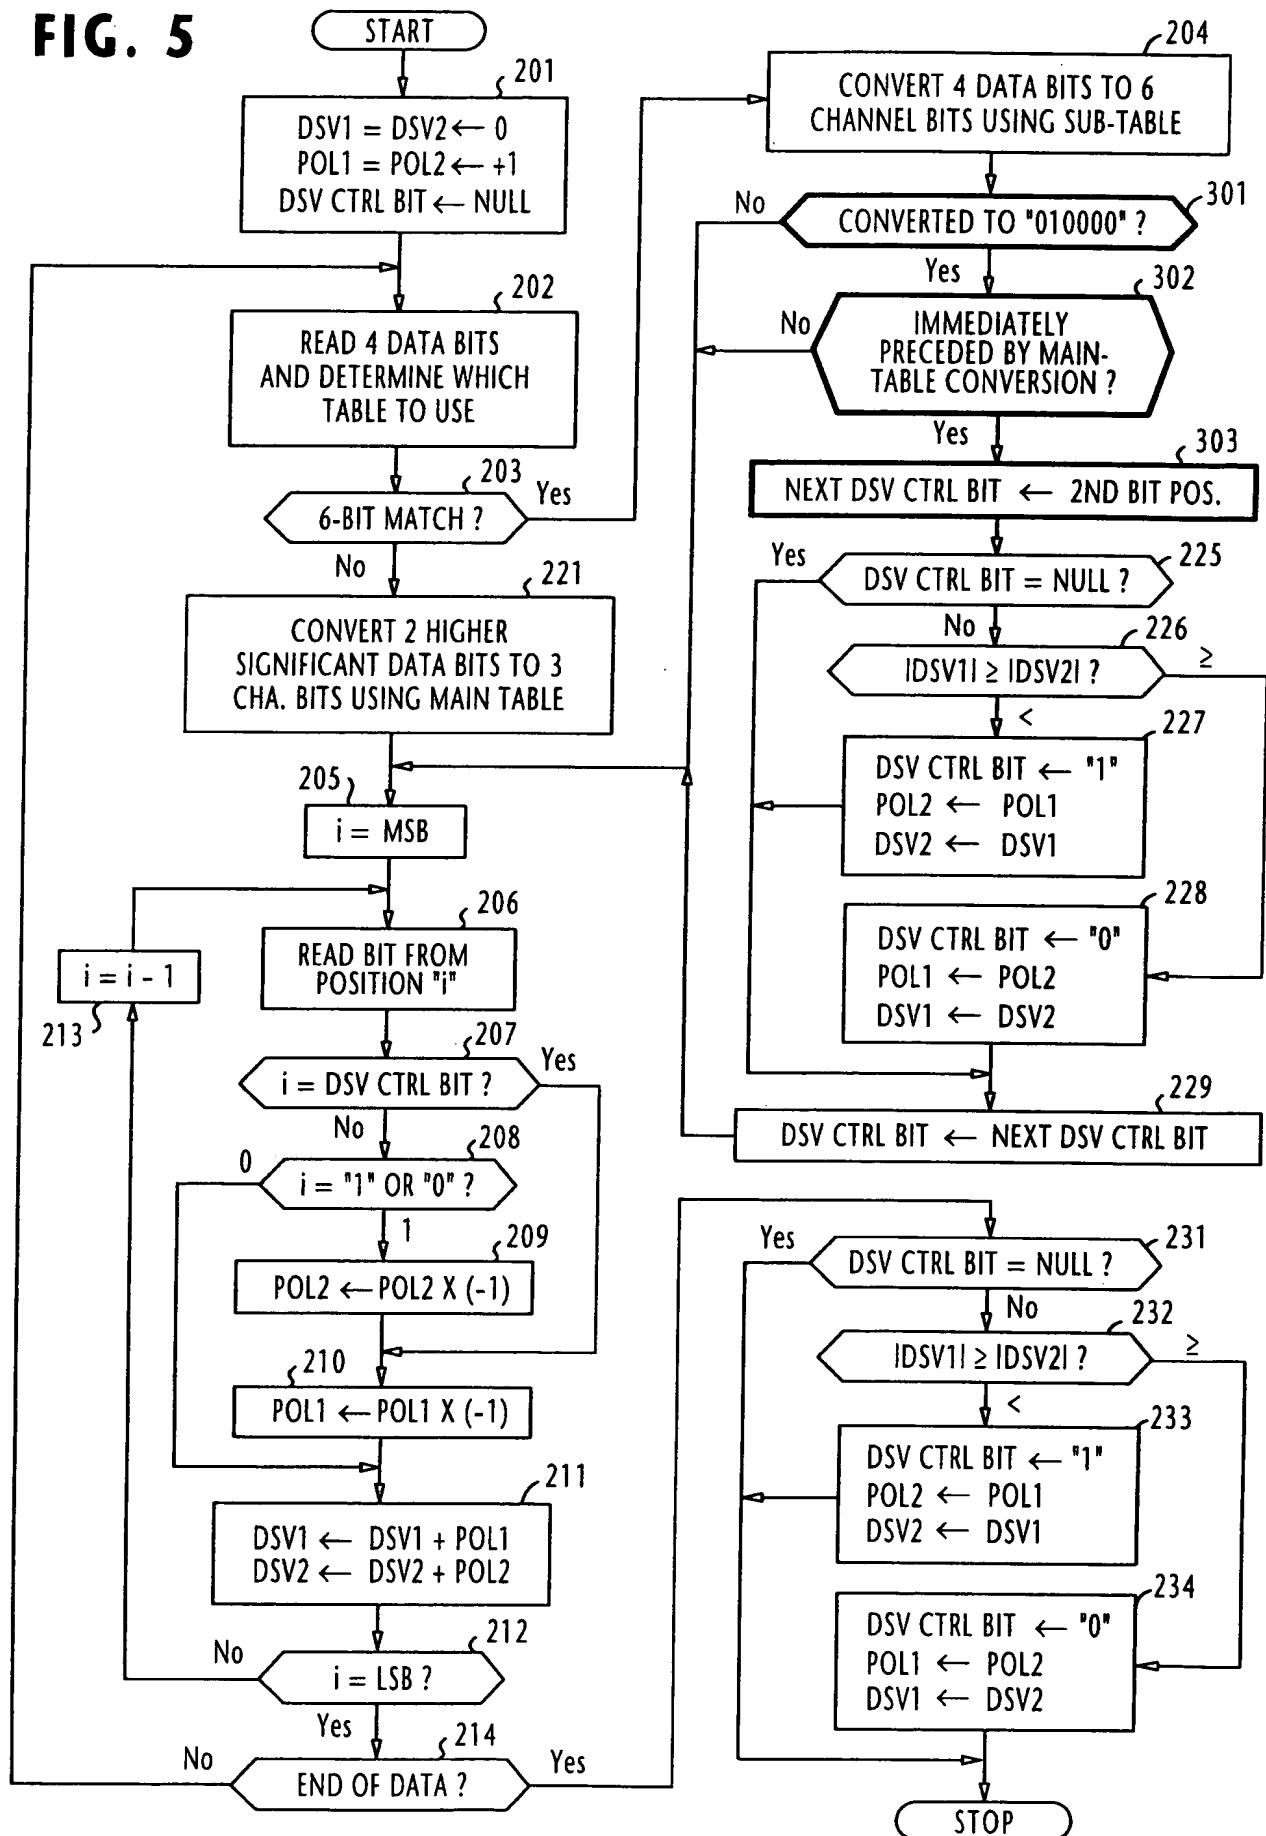 FIG. 5
START
201
DSV1 = DSV2 ← 0
POL1 = POL2 ← +1
DSV CTRL BIT ← NULL
202
READ 4 DATA BITS
AND DETERMINE WHICH
TABLE TO USE
203
6-BIT MATCH ?
Yes
No
221
CONVERT 2 HIGHER
SIGNIFICANT DATA BITS TO 3
CHA. BITS USING MAIN TABLE
205
i = MSB
206
READ BIT FROM
POSITION "i"
i = i - 1
213
207
i = DSV CTRL BIT ?
Yes
No
208
i = "1" OR "0" ?
0
1
209
POL2 ← POL2 X (-1)
210
POL1 ← POL1 X (-1)
211
DSV1 ← DSV1 + POL1
DSV2 ← DSV2 + POL2
212
i = LSB ?
No
Yes
214
END OF DATA ?
No
Yes
204
CONVERT 4 DATA BITS TO 6
CHANNEL BITS USING SUB-TABLE
301
CONVERTED TO "010000" ?
No
Yes
302
IMMEDIATELY
PRECEDED BY MAIN-
TABLE CONVERSION ?
No
Yes
303
NEXT DSV CTRL BIT ← 2ND BIT POS.
225
DSV CTRL BIT = NULL ?
Yes
No
226
|DSV1| ≥ |DSV2| ?
≥
<
227
DSV CTRL BIT ← "1"
POL2 ← POL1
DSV2 ← DSV1
228
DSV CTRL BIT ← "0"
POL1 ← POL2
DSV1 ← DSV2
229
DSV CTRL BIT ← NEXT DSV CTRL BIT
231
DSV CTRL BIT = NULL ?
Yes
No
232
|DSV1| ≥ |DSV2| ?
≥
<
233
DSV CTRL BIT ← "1"
POL2 ← POL1
DSV2 ← DSV1
234
DSV CTRL BIT ← "0"
POL1 ← POL2
DSV1 ← DSV2
STOP